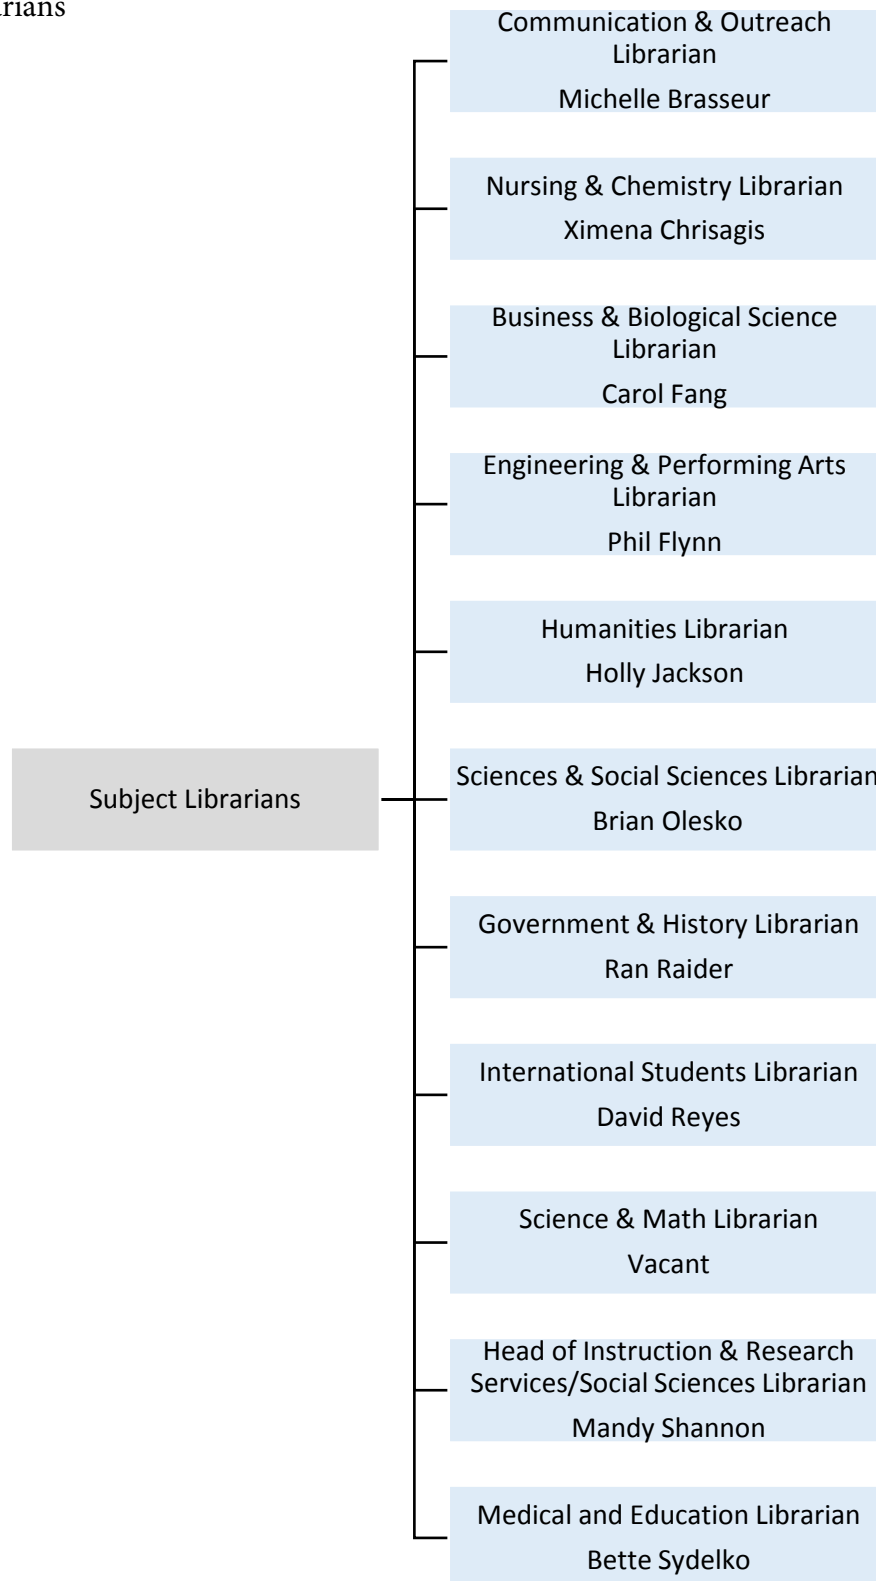 Communication & Outreach
Librarian
Michelle Brasseur
Nursing & Chemistry Librarian
Ximena Chrisagis
Business & Biological Science
Librarian
Carol Fang
Engineering & Performing Arts
Librarian
Phil Flynn
Humanities Librarian
Holly Jackson
Subject Librarians
Sciences & Social Sciences Librarian
Brian Olesko
Government & History Librarian
Ran Raider
International Students Librarian
David Reyes
Science & Math Librarian
Vacant
Head of Instruction & Research
Services/Social Sciences Librarian
Mandy Shannon
Medical and Education Librarian
Bette Sydelko